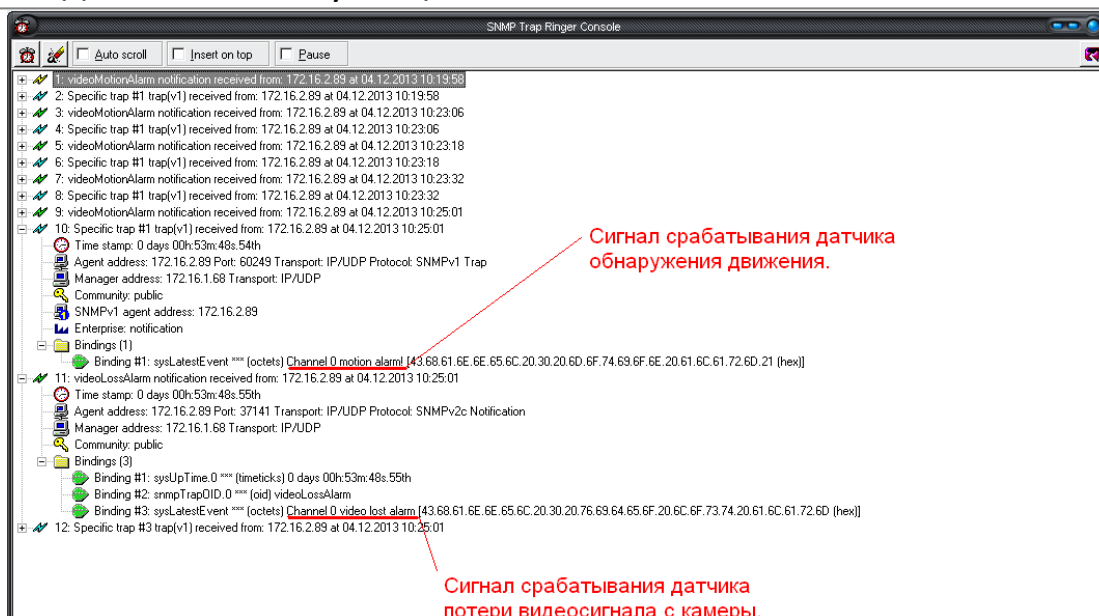 SNMP Trap Ringer Console
Auto scroll Insert on top Pause
1: videoMotionAlarm notification received from: 172.16.2.89 at 04.12.2013 10:19:58
2: Specific trap #1 trap(v1) received from: 172.16.2.89 at 04.12.2013 10:19:58
3: videoMotionAlarm notification received from: 172.16.2.89 at 04.12.2013 10:23:06
4: Specific trap #1 trap(v1) received from: 172.16.2.89 at 04.12.2013 10:23:06
5: videoMotionAlarm notification received from: 172.16.2.89 at 04.12.2013 10:23:18
6: Specific trap #1 trap(v1) received from: 172.16.2.89 at 04.12.2013 10:23:18
7: videoMotionAlarm notification received from: 172.16.2.89 at 04.12.2013 10:23:32
8: Specific trap #1 trap(v1) received from: 172.16.2.89 at 04.12.2013 10:23:32
9: videoMotionAlarm notification received from: 172.16.2.89 at 04.12.2013 10:25:01
10: Specific trap #1 trap(v1) received from: 172.16.2.89 at 04.12.2013 10:25:01
Time stamp: 0 days 00h:53m:48s.54th
Agent address: 172.16.2.89 Port: 60249 Transport: IP/UDP Protocol: SNMPv1 Trap
Manager address: 172.16.1.68 Transport: IP/UDP
Community: public
SNMPv1 agent address: 172.16.2.89
Enterprise: notification
Bindings (1)
Binding #1: sysLatestEvent *** (octets) Channel 0 motion alarm! [43.68.61.6E.6E.65.6C.20.30.20.6D.6F.74.69.6F.6E.20.61.6C.61.72.6D.21 (hex)]
11: videoLossAlarm notification received from: 172.16.2.89 at 04.12.2013 10:25:01
Time stamp: 0 days 00h:53m:48s.55th
Agent address: 172.16.2.89 Port: 37141 Transport: IP/UDP Protocol: SNMPv2c Notification
Manager address: 172.16.1.68 Transport: IP/UDP
Community: public
Bindings (3)
Binding #1: sysUpTime.0 *** (timeticks) 0 days 00h:53m:48s.55th
Binding #2: snmpTrapOID.0 *** (oid) videoLossAlarm
Binding #3: sysLatestEvent *** (octets) Channel 0 video lost alarm [43.68.61.6E.6E.65.6C.20.30.20.76.69.64.65.6F.20.6C.6F.73.74.20.61.6C.61.72.6D (hex)]
12: Specific trap #3 trap(v1) received from: 172.16.2.89 at 04.12.2013 10:25:01
Сигнал срабатывания датчика
обнаружения движения.
Сигнал срабатывания датчика
потери видеосигнала с камеры.